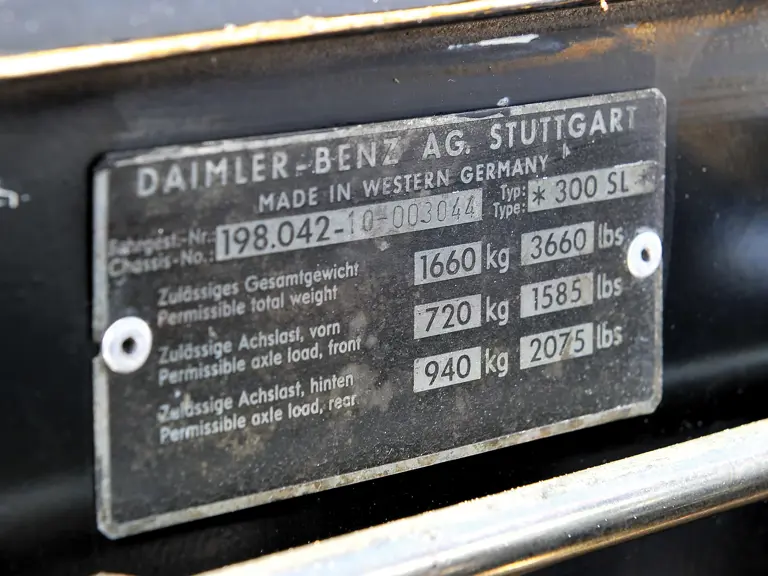 DAIMLER-BENZ AG. STUTTGART
MADE IN WESTERN GERMANY
Fahrgest.-Nr.: 198.042-10-003044 Typ: * 300 SL *
Chassis-No.: Type:
Zulässiges Gesamtgewicht 1660 kg 3660 lbs
Permissible total weight
Zulässige Achslast, vorn 720 kg 1585 lbs
Permissible axle load, front
Zulässige Achslast, hinten 940 kg 2075 lbs
Permissible axle load, rear